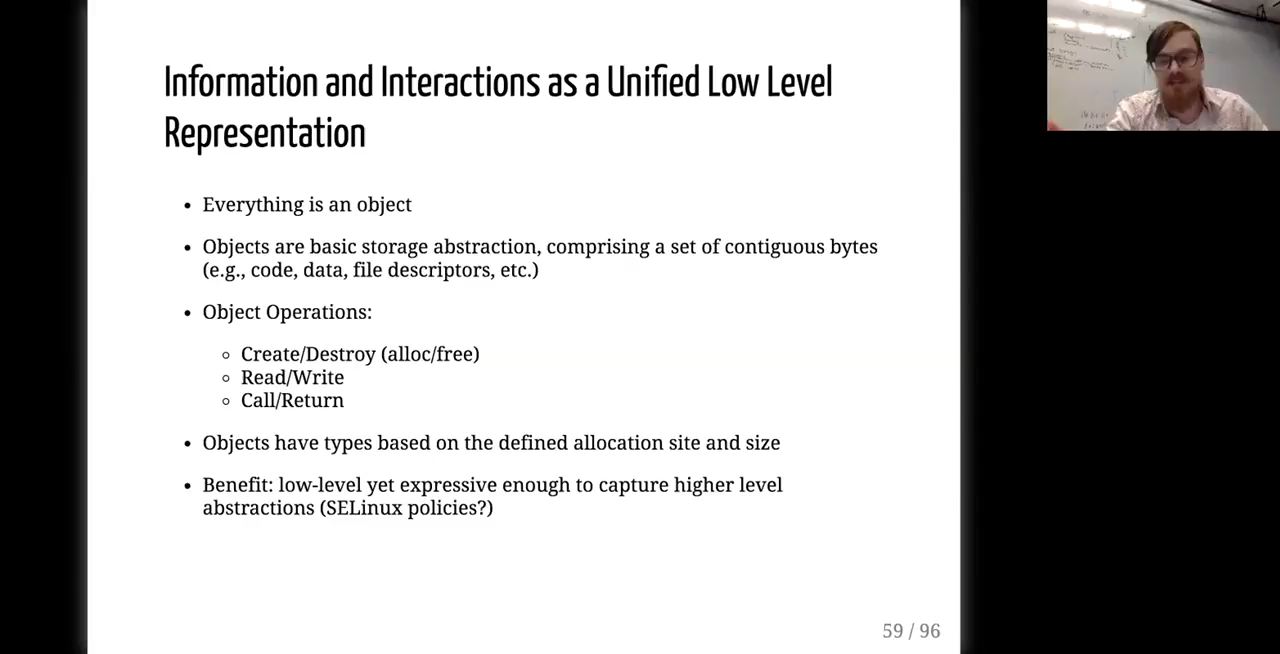 Information and Interactions as a Unified Low Level
Representation
• Everything is an object
• Objects are basic storage abstraction, comprising a set of contiguous bytes
(e.g., code, data, file descriptors, etc.)
• Object Operations:
◦ Create/Destroy (alloc/free)
◦ Read/Write
◦ Call/Return
• Objects have types based on the defined allocation site and size
• Benefit: low-level yet expressive enough to capture higher level
abstractions (SELinux policies?)
59 / 96